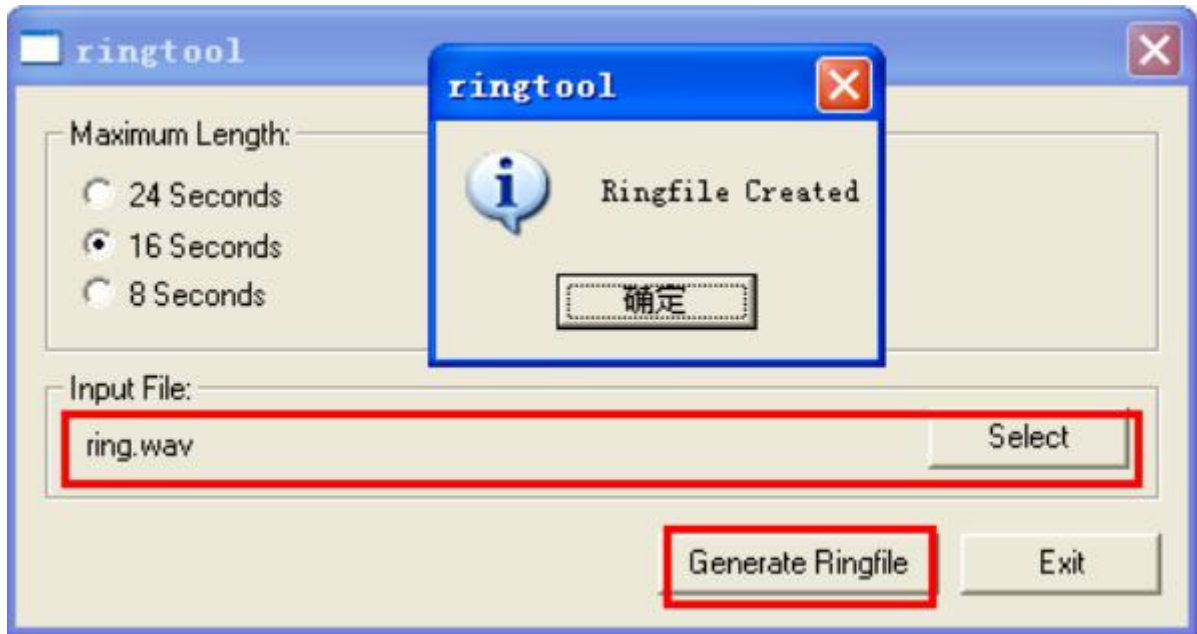 ringtool
ringtool
Ringfile Created
确定
Maximum Length:
24 Seconds
16 Seconds
8 Seconds
Input File:
ring.wav
Select
Generate Ringfile
Exit